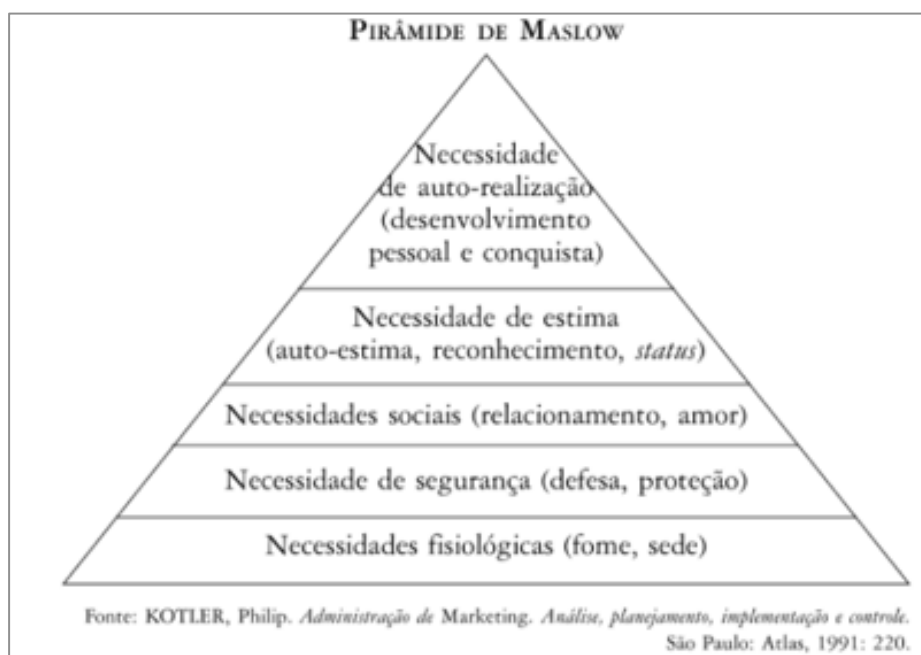 PIRÂMIDE DE MASLOW
Necessidade
de auto-realização
(desenvolvimento
pessoal e conquista)
Necessidade de estima
(auto-estima, reconhecimento, status)
Necessidades sociais (relacionamento, amor)
Necessidade de segurança (defesa, proteção)
Necessidades fisiológicas (fome, sede)
Fonte: KOTLER, Philip. Administração de Marketing. Análise, planejamento, implementação e controle.
São Paulo: Atlas, 1991: 220.